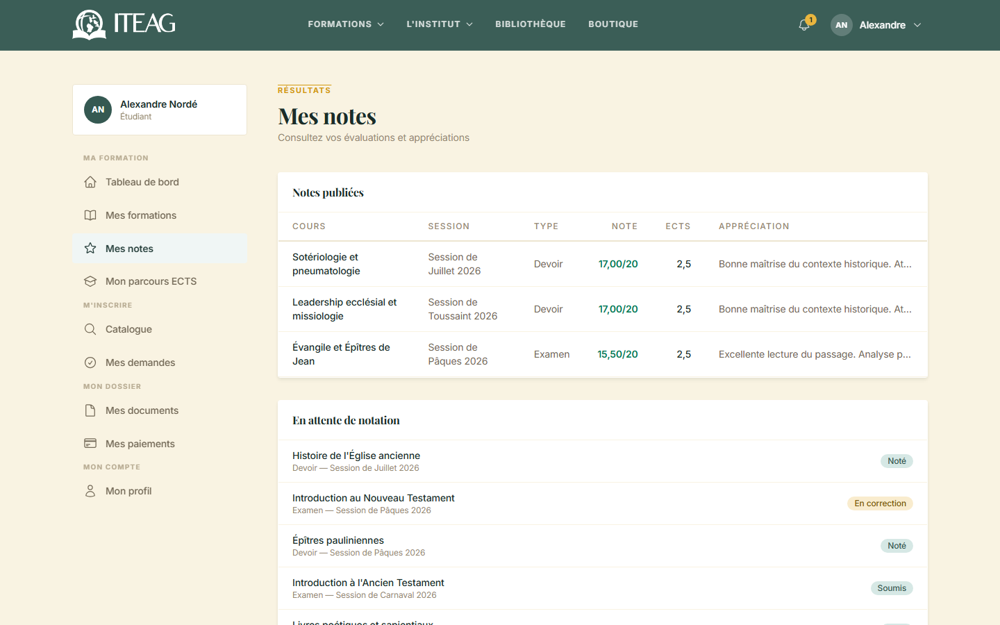 ITEAG
FORMATIONS
L'INSTITUT
BIBLIOTHÈQUE
BOUTIQUE
1
AN
Alexandre
AN
Alexandre Nordé
Étudiant
MA FORMATION
Tableau de bord
Mes formations
Mes notes
Mon parcours ECTS
M'INSCRIRE
Catalogue
Mes demandes
MON DOSSIER
Mes documents
Mes paiements
MON COMPTE
Mon profil
RÉSULTATS
Mes notes
Consultez vos évaluations et appréciations
Notes publiées
COURS SESSION TYPE NOTE ECTS APPRÉCIATION
Sotériologie et
pneumatologie
Session de
Juillet 2026
Devoir
17,00/20
2,5
Bonne maîtrise du contexte historique. At...
Leadership ecclésial et
missiologie
Session de
Toussaint 2026
Devoir
17,00/20
2,5
Bonne maîtrise du contexte historique. At...
Évangile et Épîtres de
Jean
Session de
Pâques 2026
Examen
15,50/20
2,5
Excellente lecture du passage. Analyse p...
En attente de notation
Histoire de l'Église ancienne
Devoir — Session de Juillet 2026
Noté
Introduction au Nouveau Testament
Examen — Session de Pâques 2026
En correction
Épîtres pauliniennes
Devoir — Session de Pâques 2026
Noté
Introduction à l'Ancien Testament
Examen — Session de Carnaval 2026
Soumis
Livres poétiques et sapientiaux